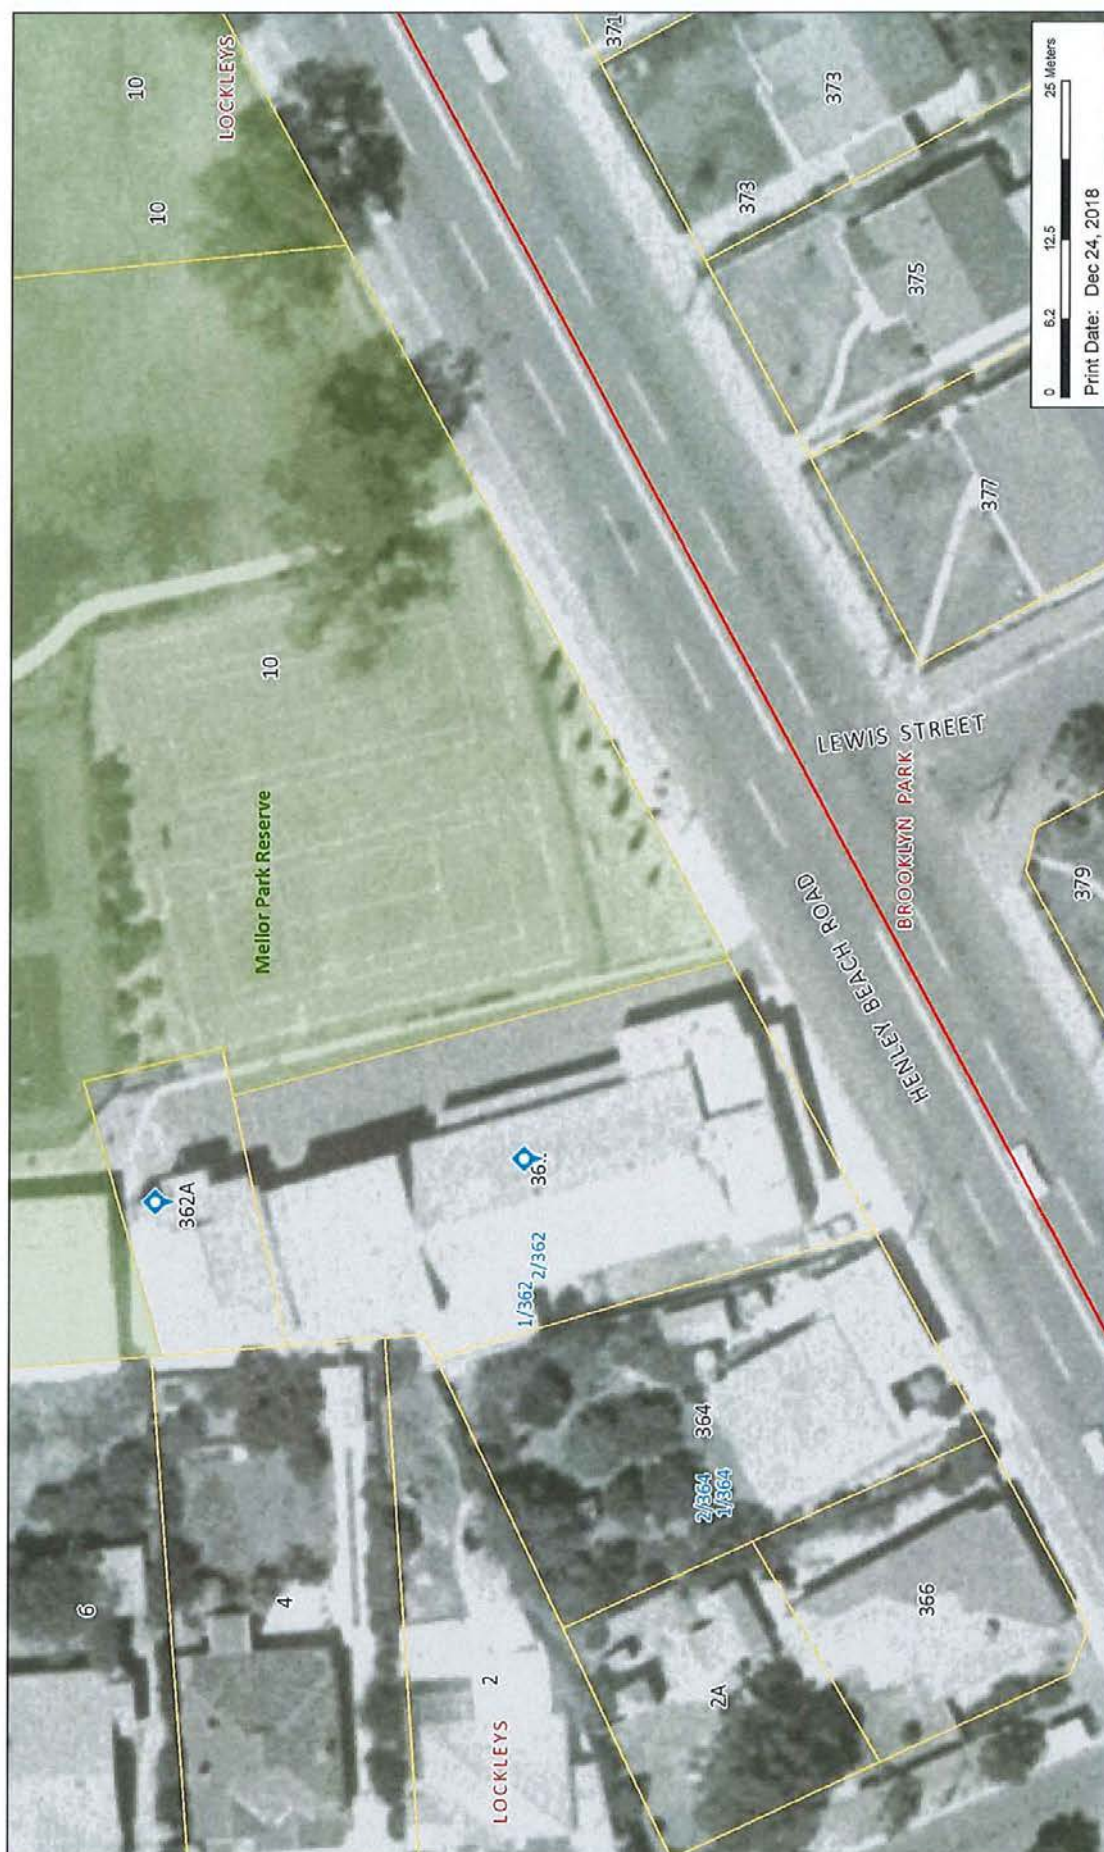 10
10
LOCKLEYS
371
373
373
375
377
10
Mellor Park Reserve
LEWIS STREET
BROOKLYN PARK
HENLEY BEACH ROAD
379
362A
1/362
2/362
364
2/364
1/364
6
4
2
LOCKLEYS
2A
366
0 6.2 12.5 25 Meters
Print Date: Dec 24, 2018